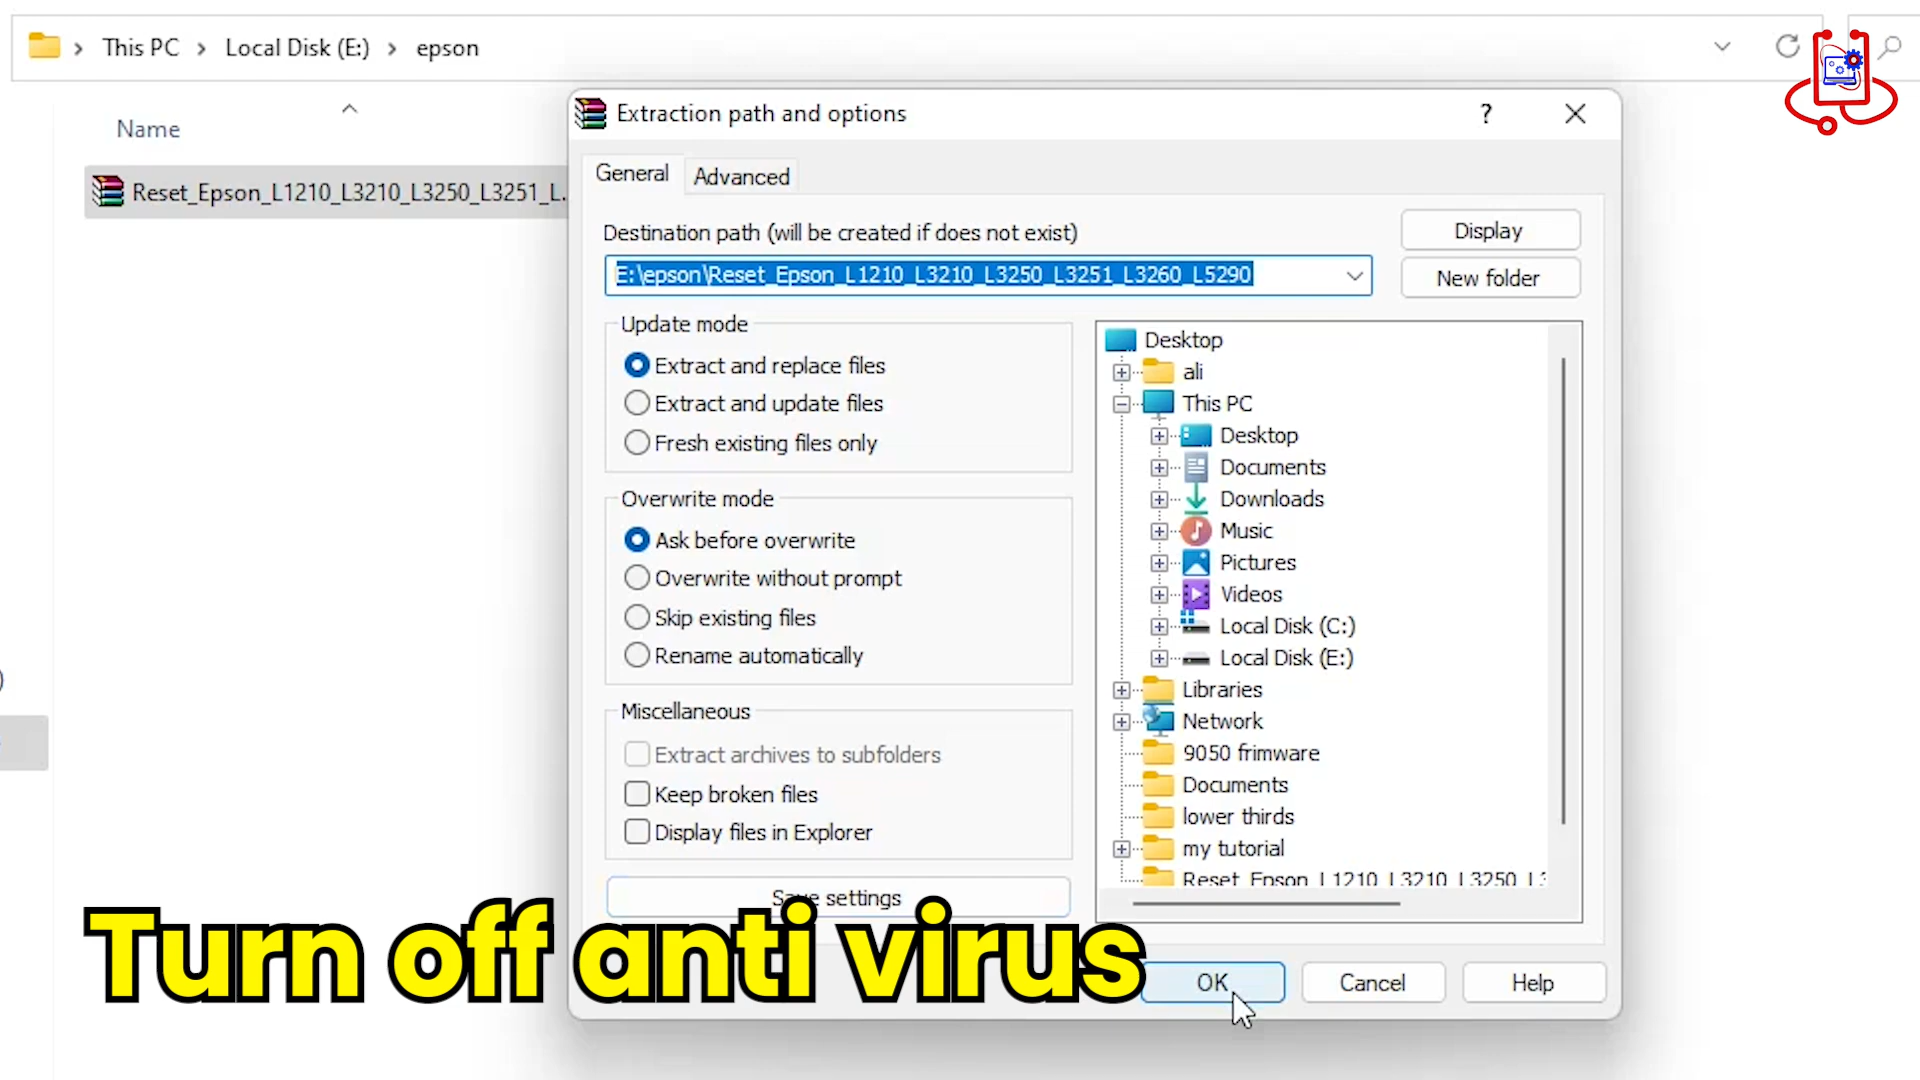 This PC
Local Disk (E:)
epson
Name
Reset_Epson_L1210_L3210_L3250_L3251_L.
Extraction path and options
?
General
Advanced
Destination path (will be created if does not exist)
E:\epson\Reset_Epson_L1210_L3210_L3250_L3251_L3260_L5290
Display
New folder
Update mode
Extract and replace files
Extract and update files
Fresh existing files only
Overwrite mode
Ask before overwrite
Overwrite without prompt
Skip existing files
Rename automatically
Miscellaneous
Extract archives to subfolders
Keep broken files
Display files in Explorer
Save settings
Desktop
ali
This PC
Desktop
Documents
Downloads
Music
Pictures
Videos
Local Disk (C:)
Local Disk (E:)
Libraries
Network
9050 frimware
Documents
lower thirds
my tutorial
Reset_Epson_L1210_L3210_L3250_L3
Turn off anti virus
OK
Cancel
Help